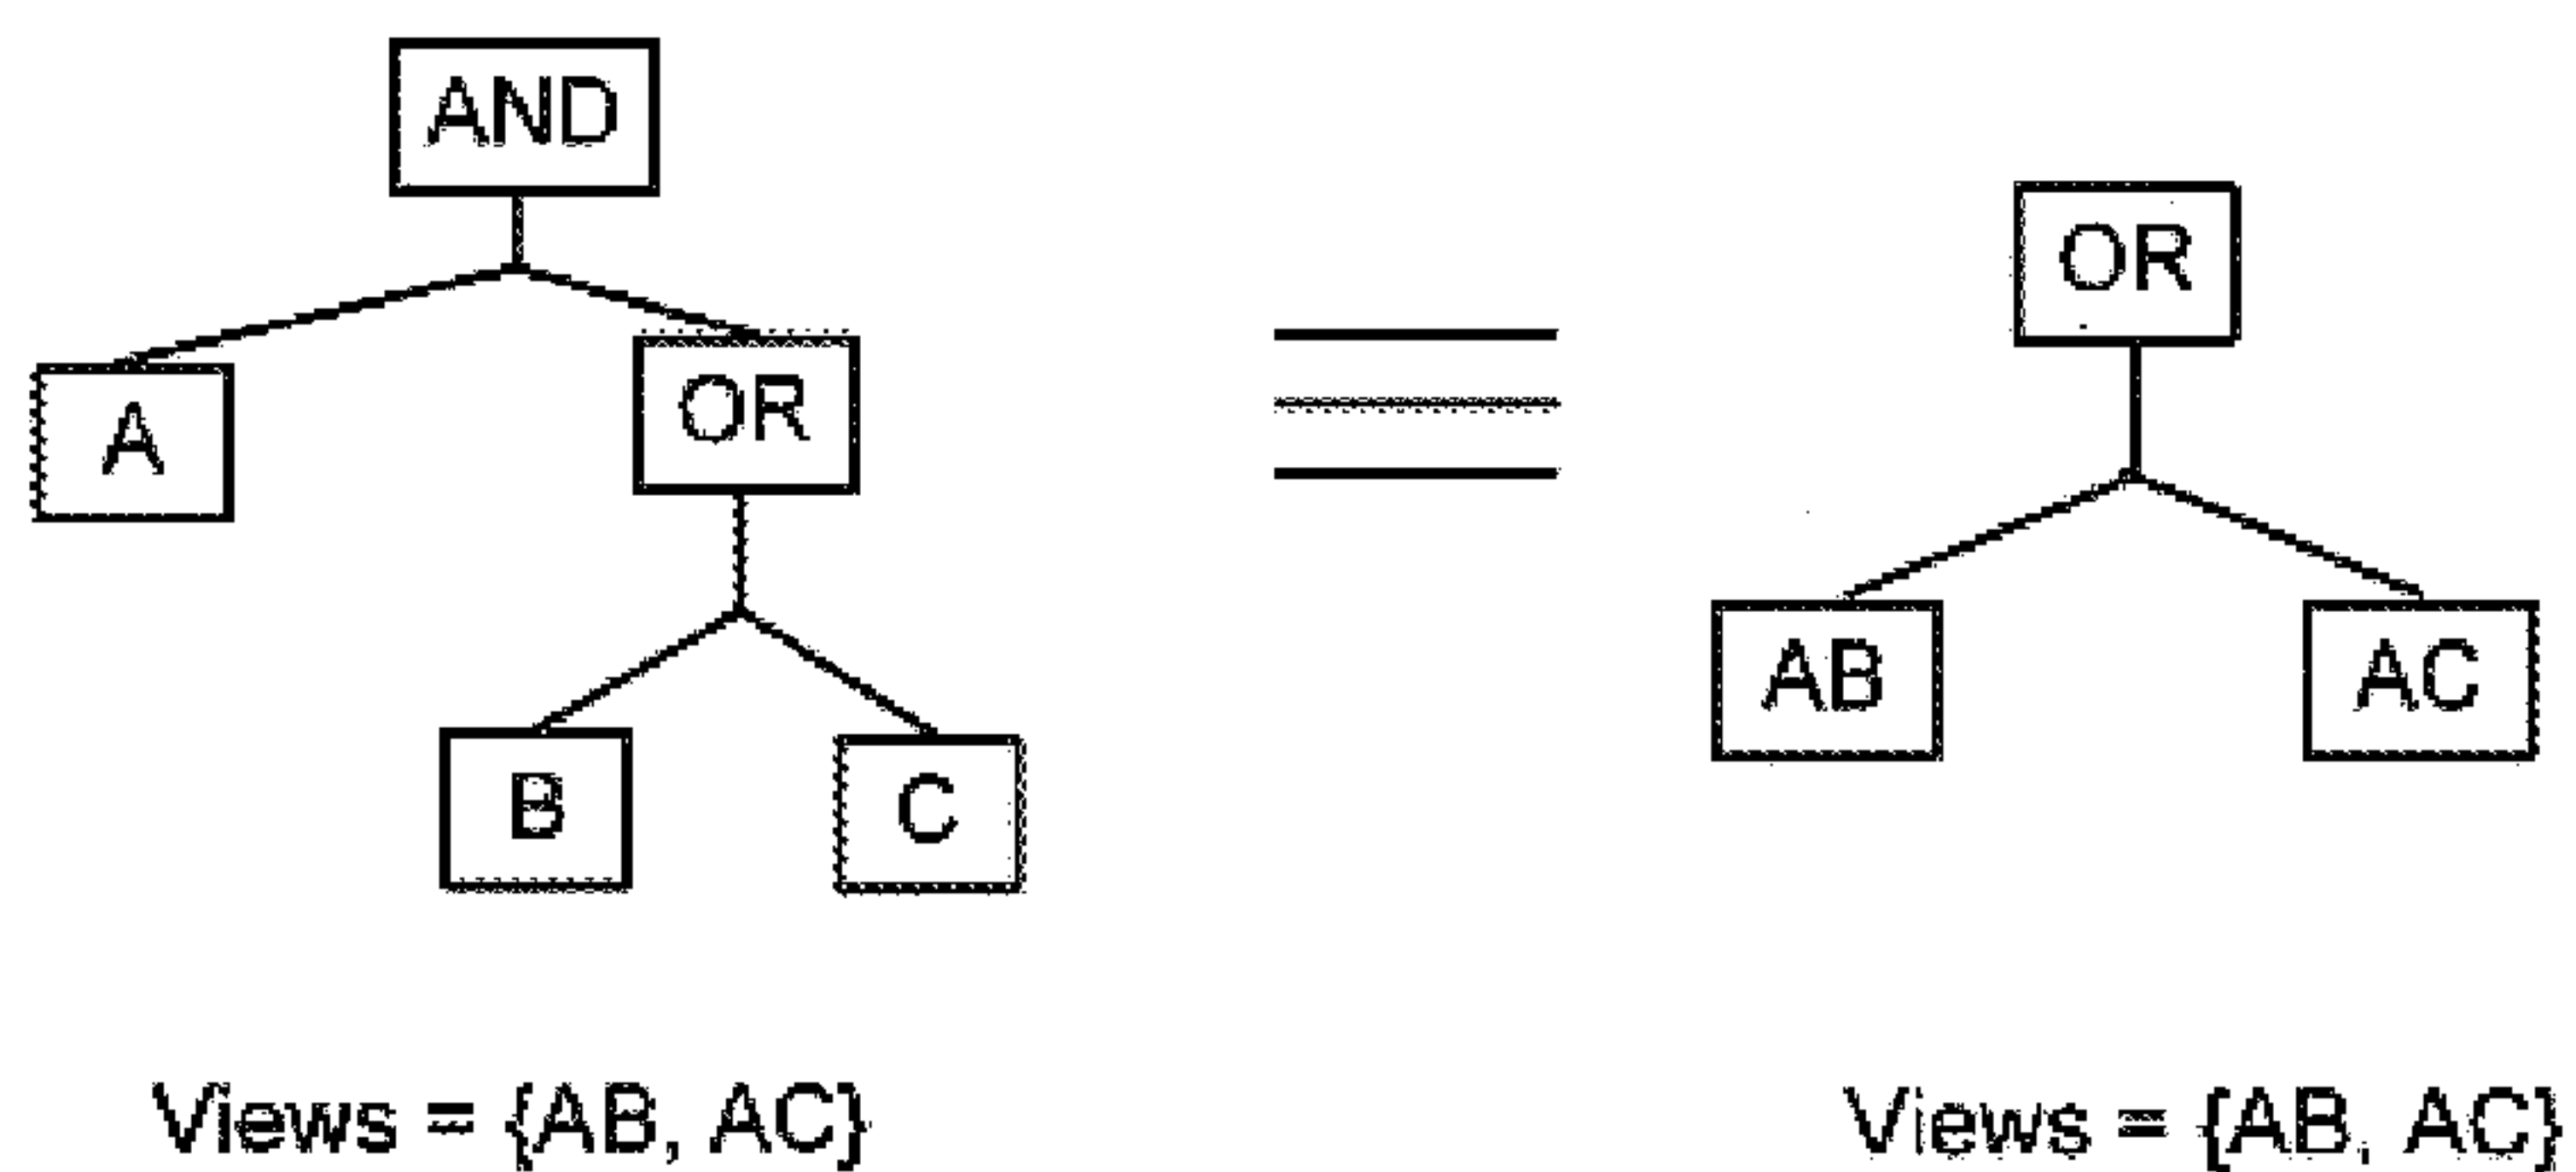 AND
A
OR
B
C
Views = {AB, AC}
OR
AB
AC
Views = {AB, AC}